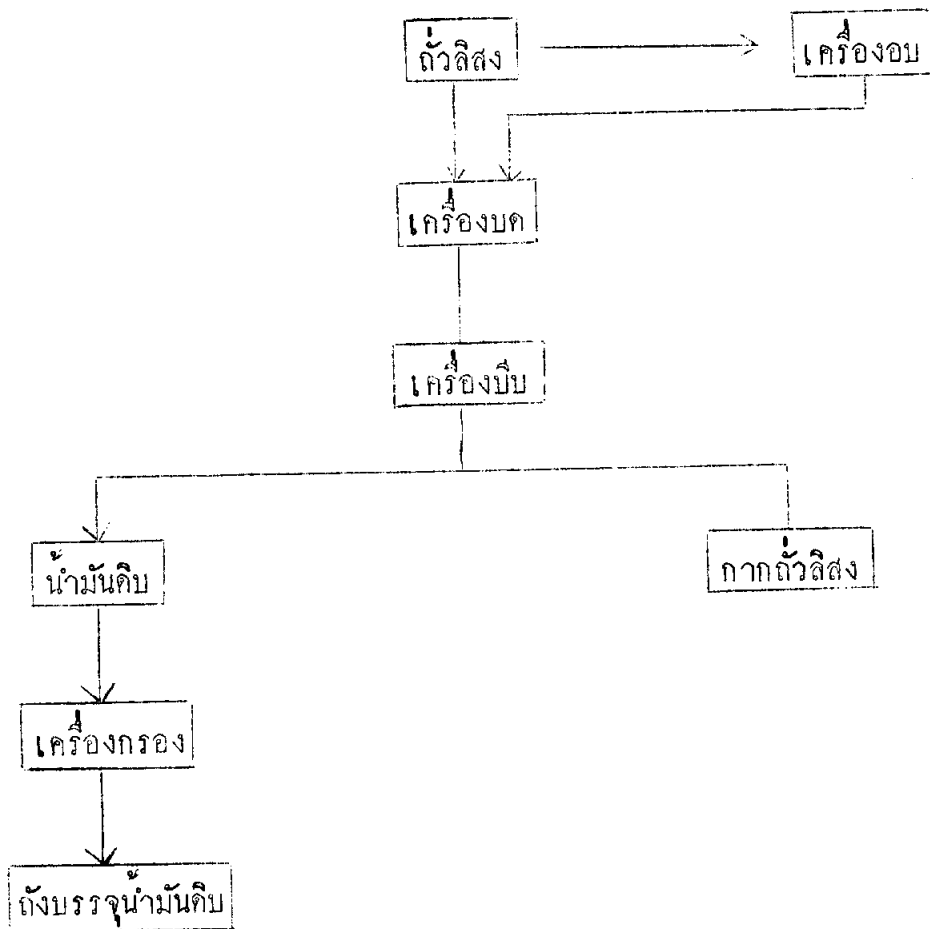 ถั่วลิสง
เครื่องอบ
เครื่องบด
เครื่องบีบ
น้ำมันดิบ
กากถั่วลิสง
เครื่องกรอง
ถังบรรจุน้ำมันดิบ